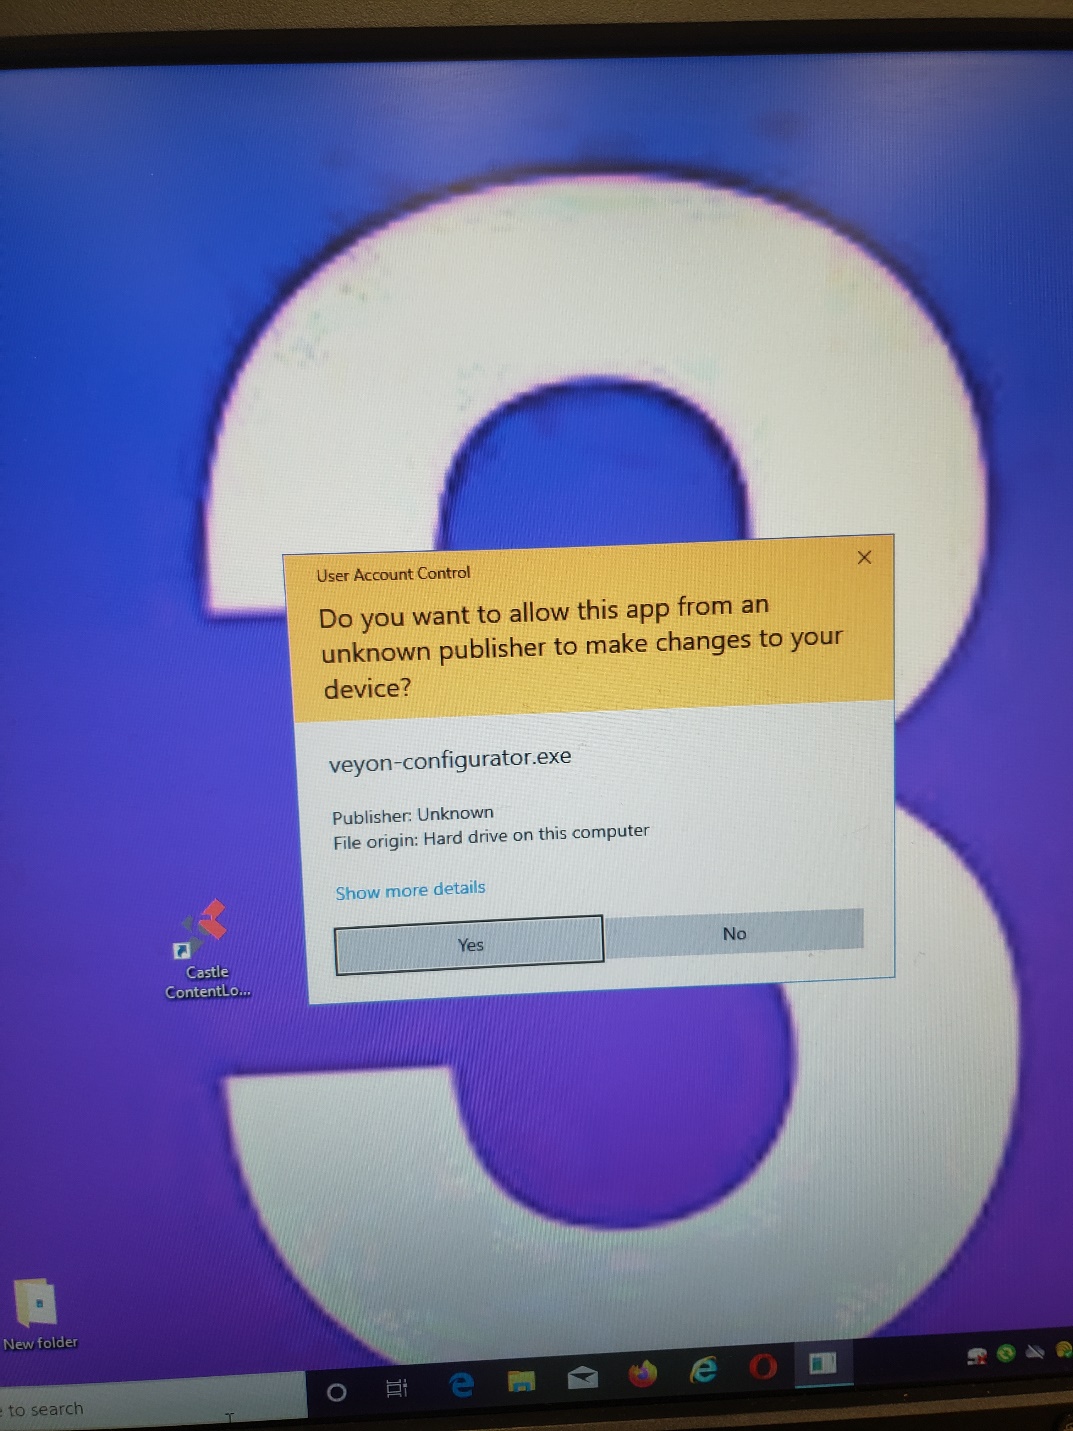 3
User Account Control
Do you want to allow this app from an
unknown publisher to make changes to your
device?
veyon-configurator.exe
Publisher: Unknown
File origin: Hard drive on this computer
Show more details
Yes
No
Castle
ContentLo...
New folder
to search